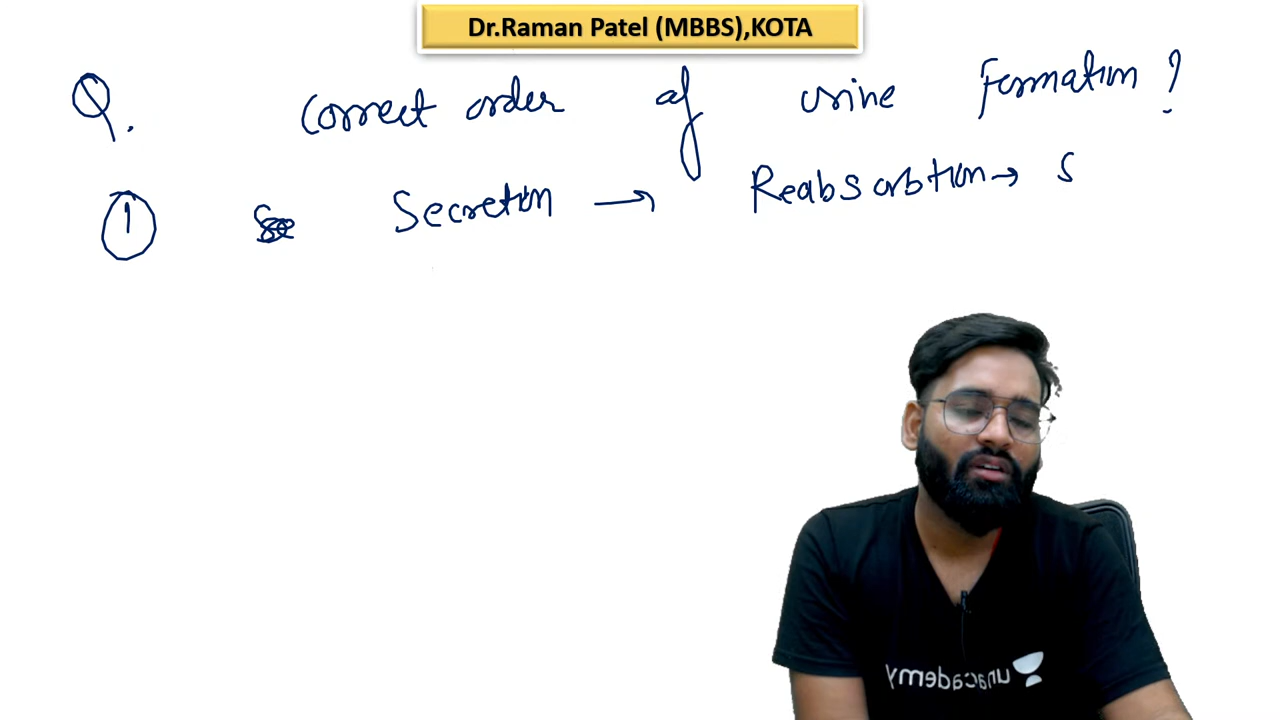 Dr.Raman Patel (MBBS),KOTA
Q. Correct order of urine formation ?
1 Secretion → Reabsorbtion → S
unacademy